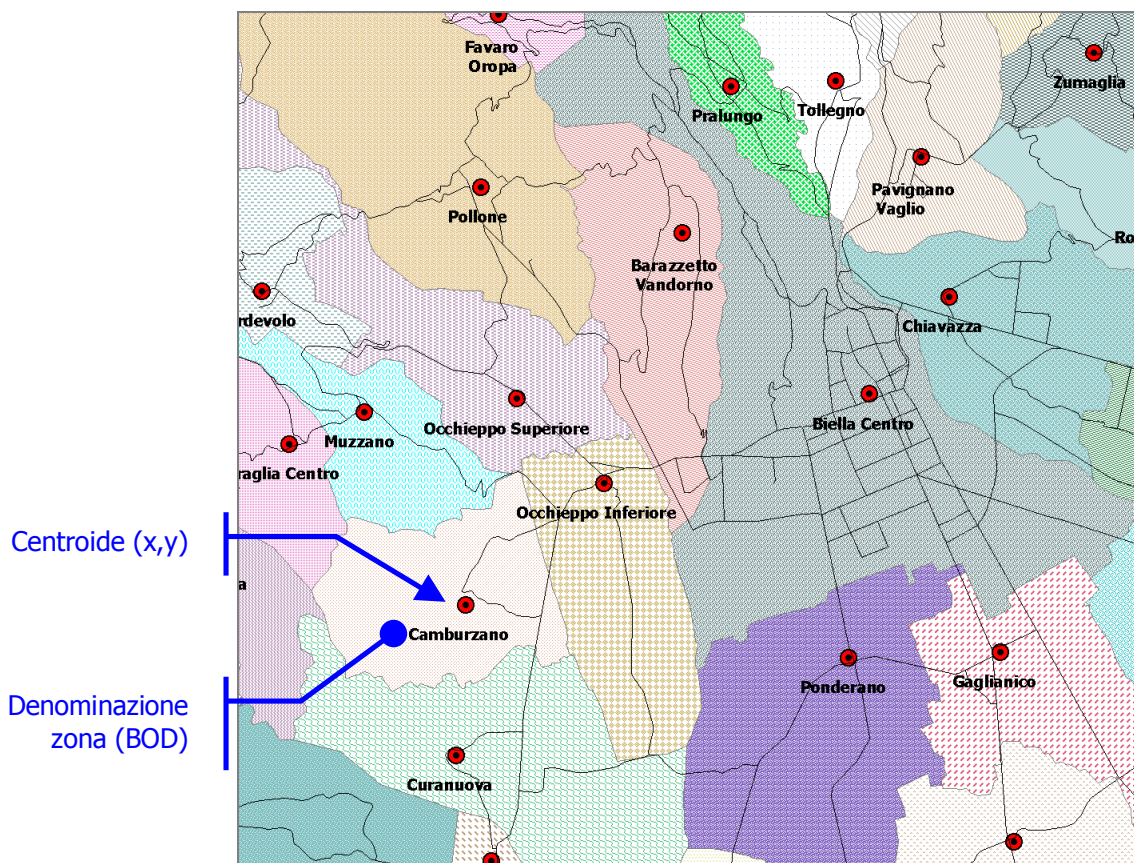 Favaro
Oropa
Zumaglia
Pralungo
Tollegno
Pavignano
Vaglio
Pollone
Ro
Barazzetto
Vandorno
rdevolo
Chiavazza
Occhieppo Superiore
Biella Centro
Muzzano
raglia Centro
Occhieppo Inferiore
Centroide (x,y)
a
Camburzano
Denominazione
zona (BOD)
Ponderano
Gaglianico
Curanuova